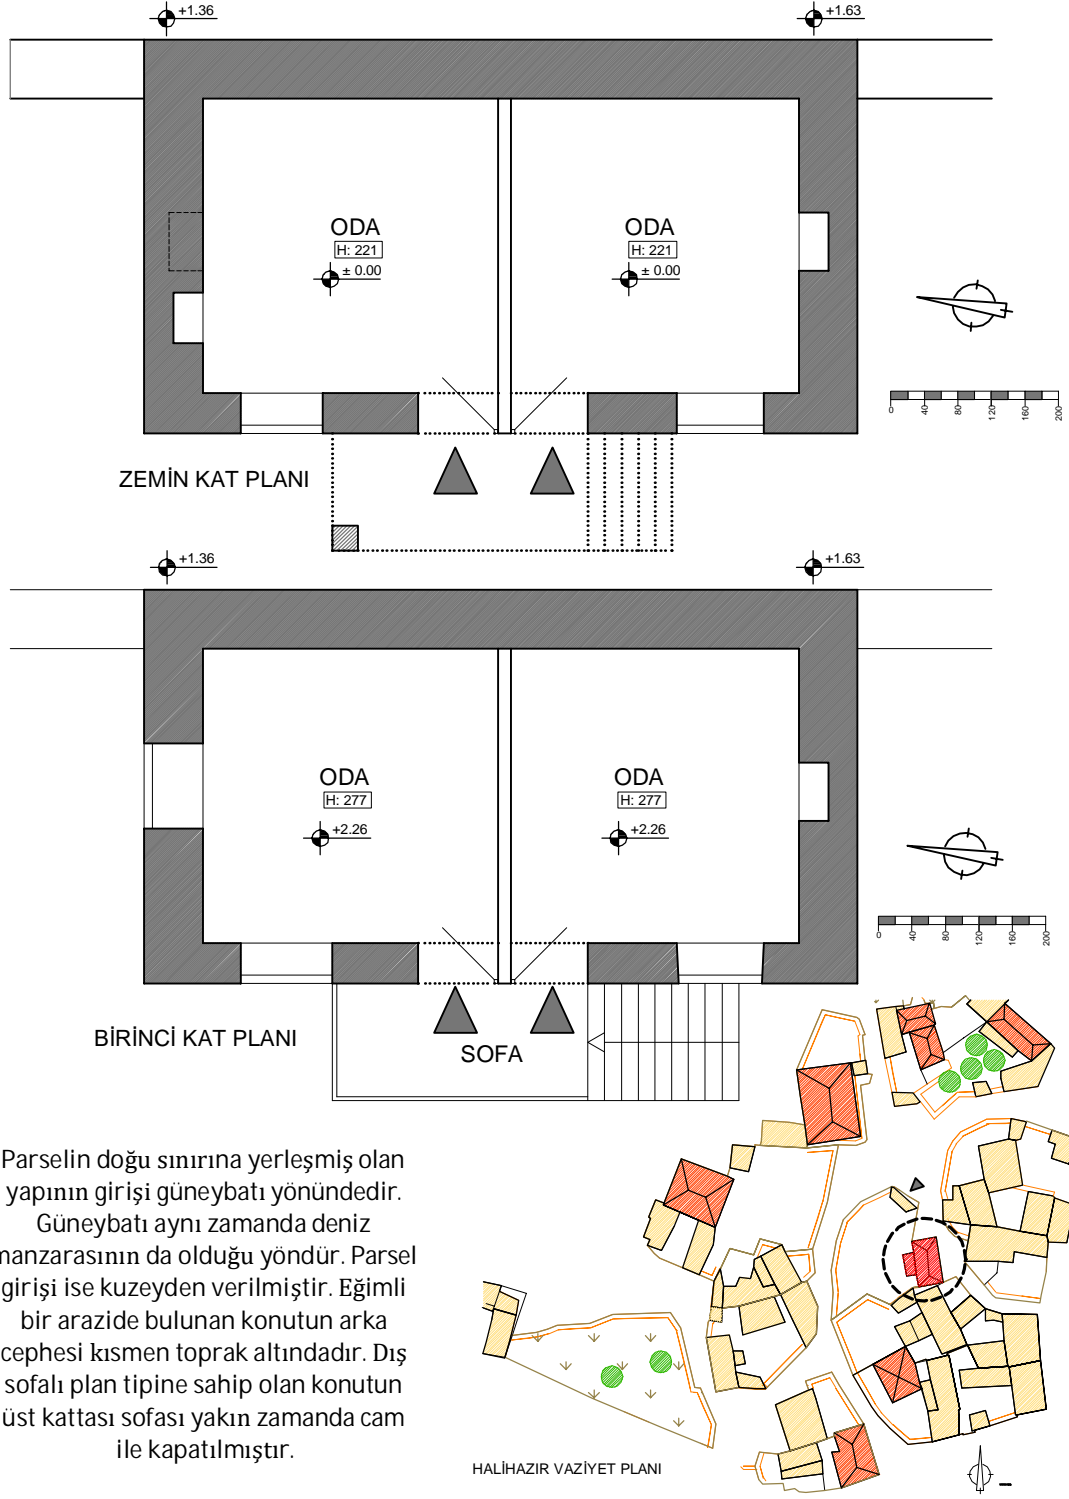 +1.36
+1.63
ODA
H: 221
± 0.00
ODA
H: 221
± 0.00
0 40 80 120 160 200
ZEMİN KAT PLANI
+1.36
+1.63
ODA
H: 277
+2.26
ODA
H: 277
+2.26
0 40 80 120 160 200
BİRİNCİ KAT PLANI
SOFA
Parselin doğu sınırına yerleşmiş olan
yapının girişi güneybatı yönündedir.
Güneybatı aynı zamanda deniz
manzarasının da olduğu yöndür. Parsel
girişi ise kuzeyden verilmiştir. Eğimli
bir arazide bulunan konutun arka
cephesi kısmen toprak altındadır. Dış
sofalı plan tipine sahip olan konutun
üst kattası sofası yakın zamanda cam
ile kapatılmıştır.
HALİHAZIR VAZİYET PLANI